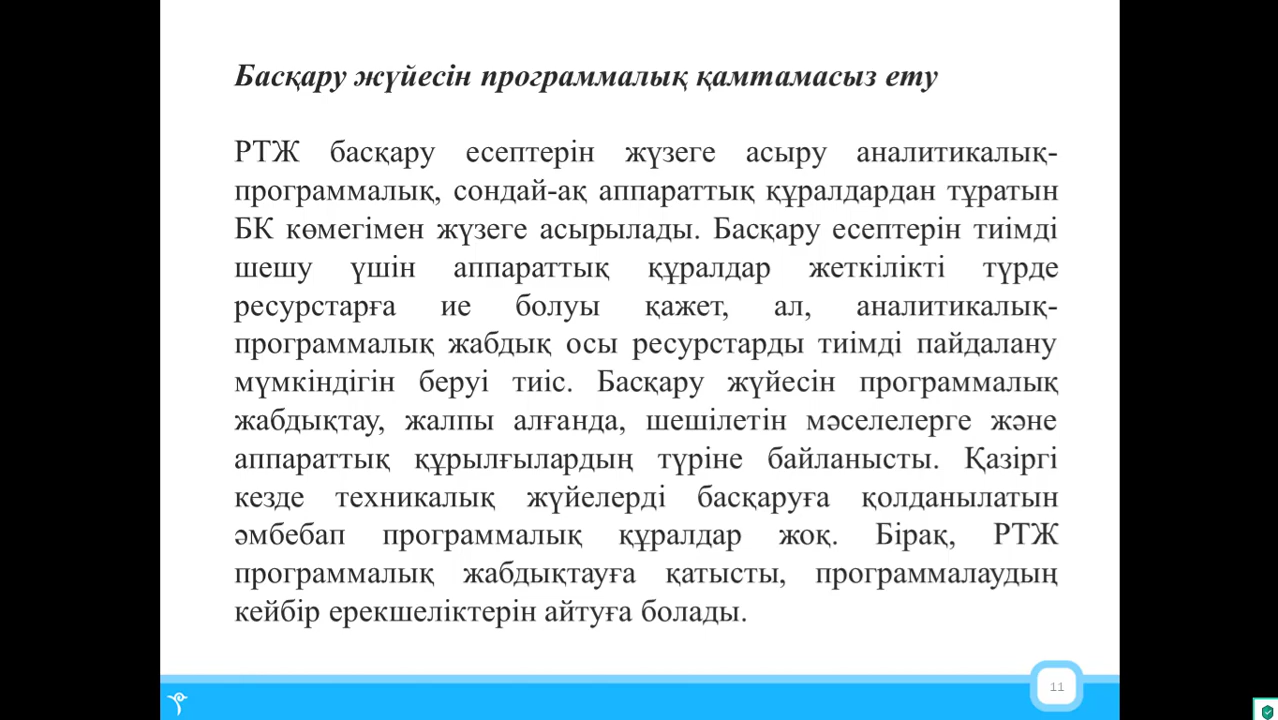 Басқару жүйесін программалық қамтамасыз ету
РТЖ басқару есептерін жүзеге асыру аналитикалық-
программалық, сондай-ақ аппараттық құралдардан тұратын
БК көмегімен жүзеге асырылады. Басқару есептерін тиімді
шешу үшін аппараттық құралдар жеткілікті түрде
ресурстарға ие болуы қажет, ал, аналитикалық-
программалық жабдық осы ресурстарды тиімді пайдалану
мүмкіндігін беруі тиіс. Басқару жүйесін программалық
жабдықтау, жалпы алғанда, шешілетін мәселелерге және
аппараттық құрылғылардың түріне байланысты. Қазіргі
кезде техникалық жүйелерді басқаруға қолданылатын
әмбебап программалық құралдар жоқ. Бірақ, РТЖ
программалық жабдықтауға қатысты, программалаудың
кейбір ерекшеліктерін айтуға болады.
11